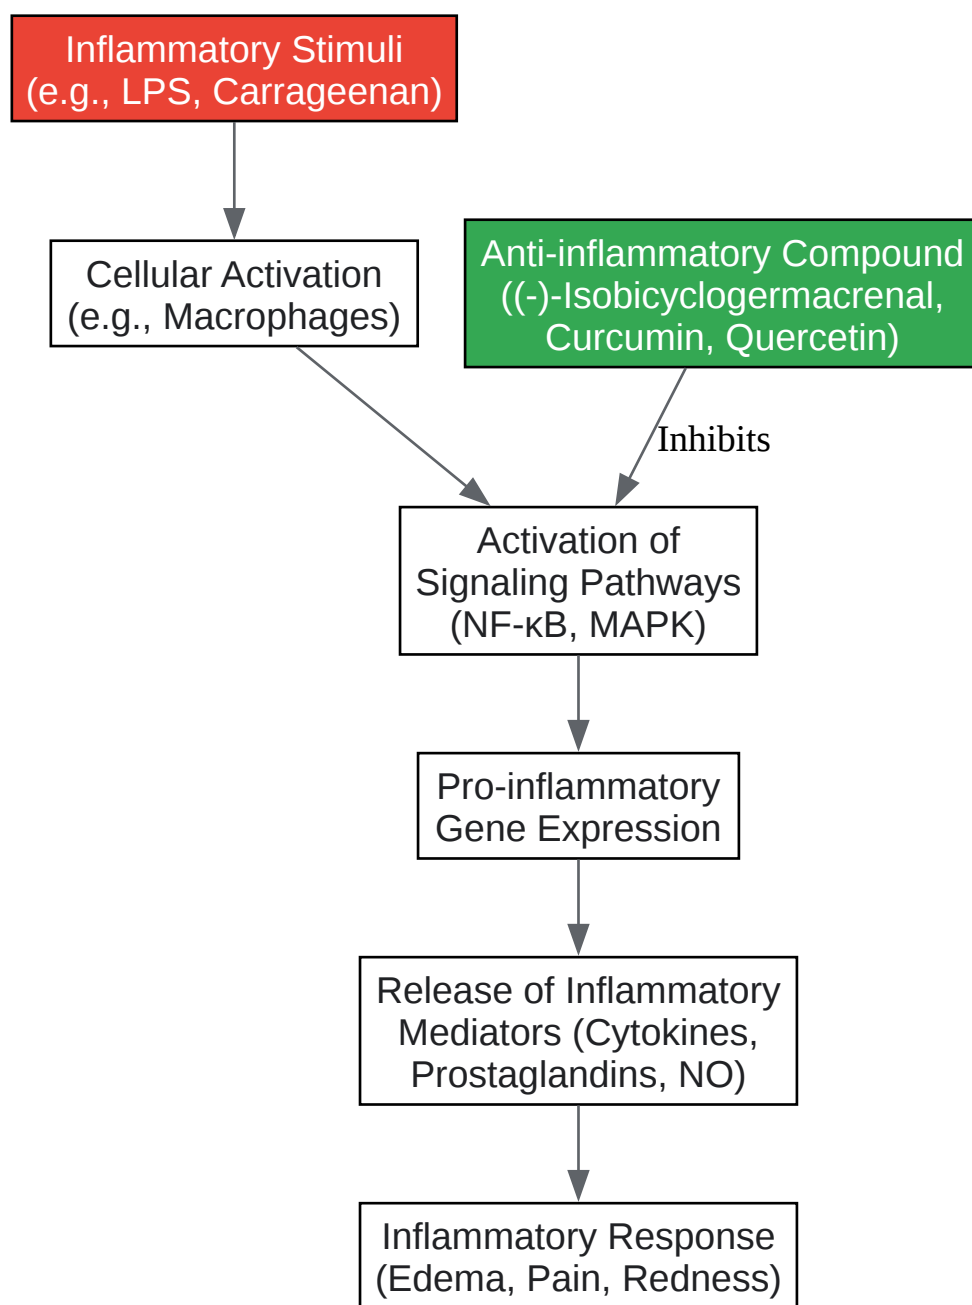 Inflammatory Stimuli
(e.g., LPS, Carrageenan)
Cellular Activation
(e.g., Macrophages)
Anti-inflammatory Compound
((-)-Isobicyclogermacrenal,
Curcumin, Quercetin)
Inhibits
Activation of
Signaling Pathways
(NF-κB, MAPK)
Pro-inflammatory
Gene Expression
Release of Inflammatory
Mediators (Cytokines,
Prostaglandins, NO)
Inflammatory Response
(Edema, Pain, Redness)